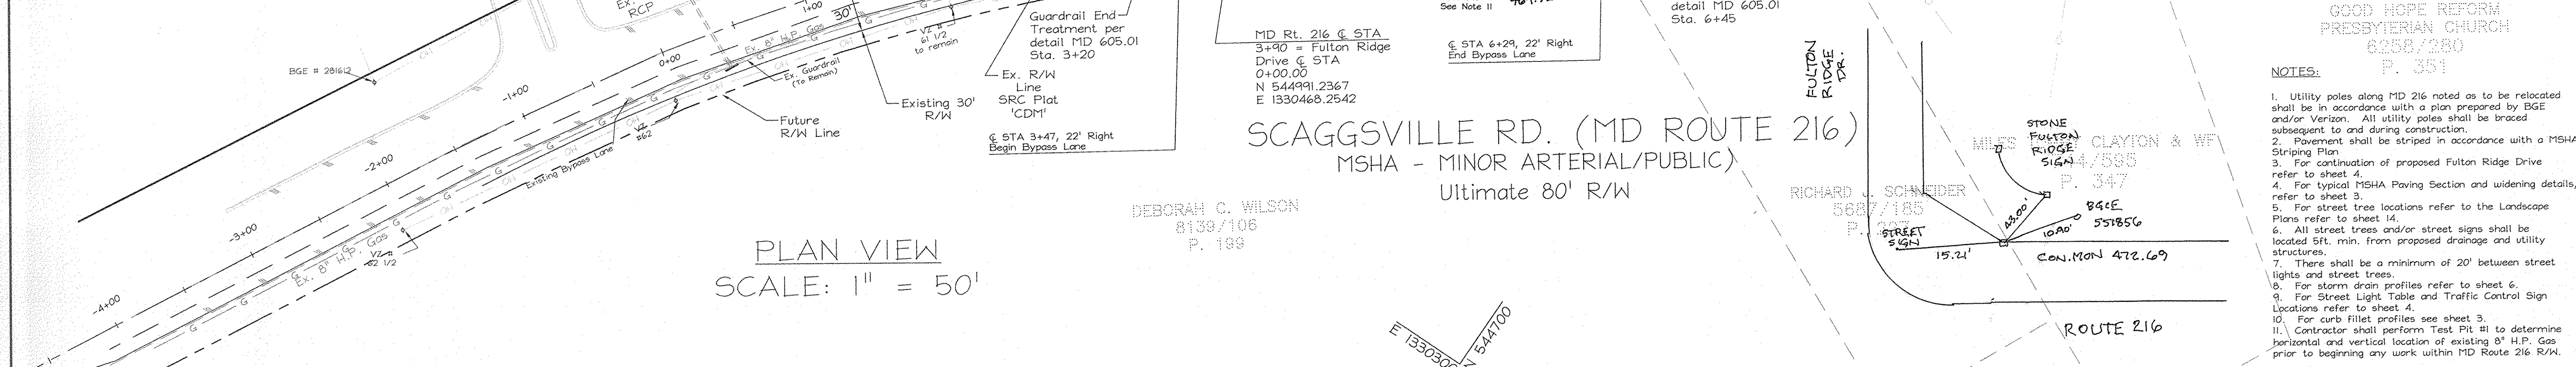 Ex.
RCP
BGE # 281612
-4+00
-3+00
-2+00
-1+00
0+00
1+00
30'
Ex. 8" H.P. Gas
Ex. 8" H.P. Gas
VZ #
62 1/2
VZ
#62
VZ #
61 1/2
to remain
Existing Bypass Lane
Ex. Guardrail
(To Remain)
Future
R/W Line
Existing 30'
R/W
Guardrail End
Treatment per
detail MD 605.01
Sta. 3+20
Ex. R/W
Line
SRC Plat
'CDM'
℄ STA 3+47, 22' Right
Begin Bypass Lane
PLAN VIEW
SCALE: 1" = 50'
MD Rt. 216 ℄ STA
3+90 = Fulton Ridge
Drive ℄ STA
0+00.00
N 544991.2367
E 1330468.2542
See Note 11
℄ STA 6+29, 22' Right
End Bypass Lane
detail MD 605.01
Sta. 6+45
SCAGGSVILLE RD. (MD ROUTE 216)
MSHA - MINOR ARTERIAL/PUBLIC)
Ultimate 80' R/W
DEBORAH C. WILSON
8139/106
P. 199
E 1330300
N 544700
FULTON
RIDGE
DR.
RICHARD J. SCHNEIDER
5687/185
STREET
SIGN
15.21'
STONE
FULTON
RIDGE
SIGN
CLAYTON & WF
P. 347
43.00'
10.90'
BG&E
551856
CON.MON 472.69
ROUTE 216
GOOD HOPE REFORM
PRESBYTERIAN CHURCH
6258/280
P. 351
NOTES:
1. Utility poles along MD 216 noted as to be relocated
shall be in accordance with a plan prepared by BGE
and/or Verizon. All utility poles shall be braced
subsequent to and during construction.
2. Pavement shall be striped in accordance with a MSHA
Striping Plan
3. For continuation of proposed Fulton Ridge Drive
refer to sheet 4.
4. For typical MSHA Paving Section and widening details,
refer to sheet 3.
5. For street tree locations refer to the Landscape
Plans refer to sheet 14.
6. All street trees and/or street signs shall be
located 5ft. min. from proposed drainage and utility
structures.
7. There shall be a minimum of 20' between street
lights and street trees.
8. For storm drain profiles refer to sheet 6.
9. For Street Light Table and Traffic Control Sign
Locations refer to sheet 4.
10. For curb fillet profiles see sheet 3.
11. Contractor shall perform Test Pit #1 to determine
horizontal and vertical location of existing 8" H.P. Gas
prior to beginning any work within MD Route 216 R/W.